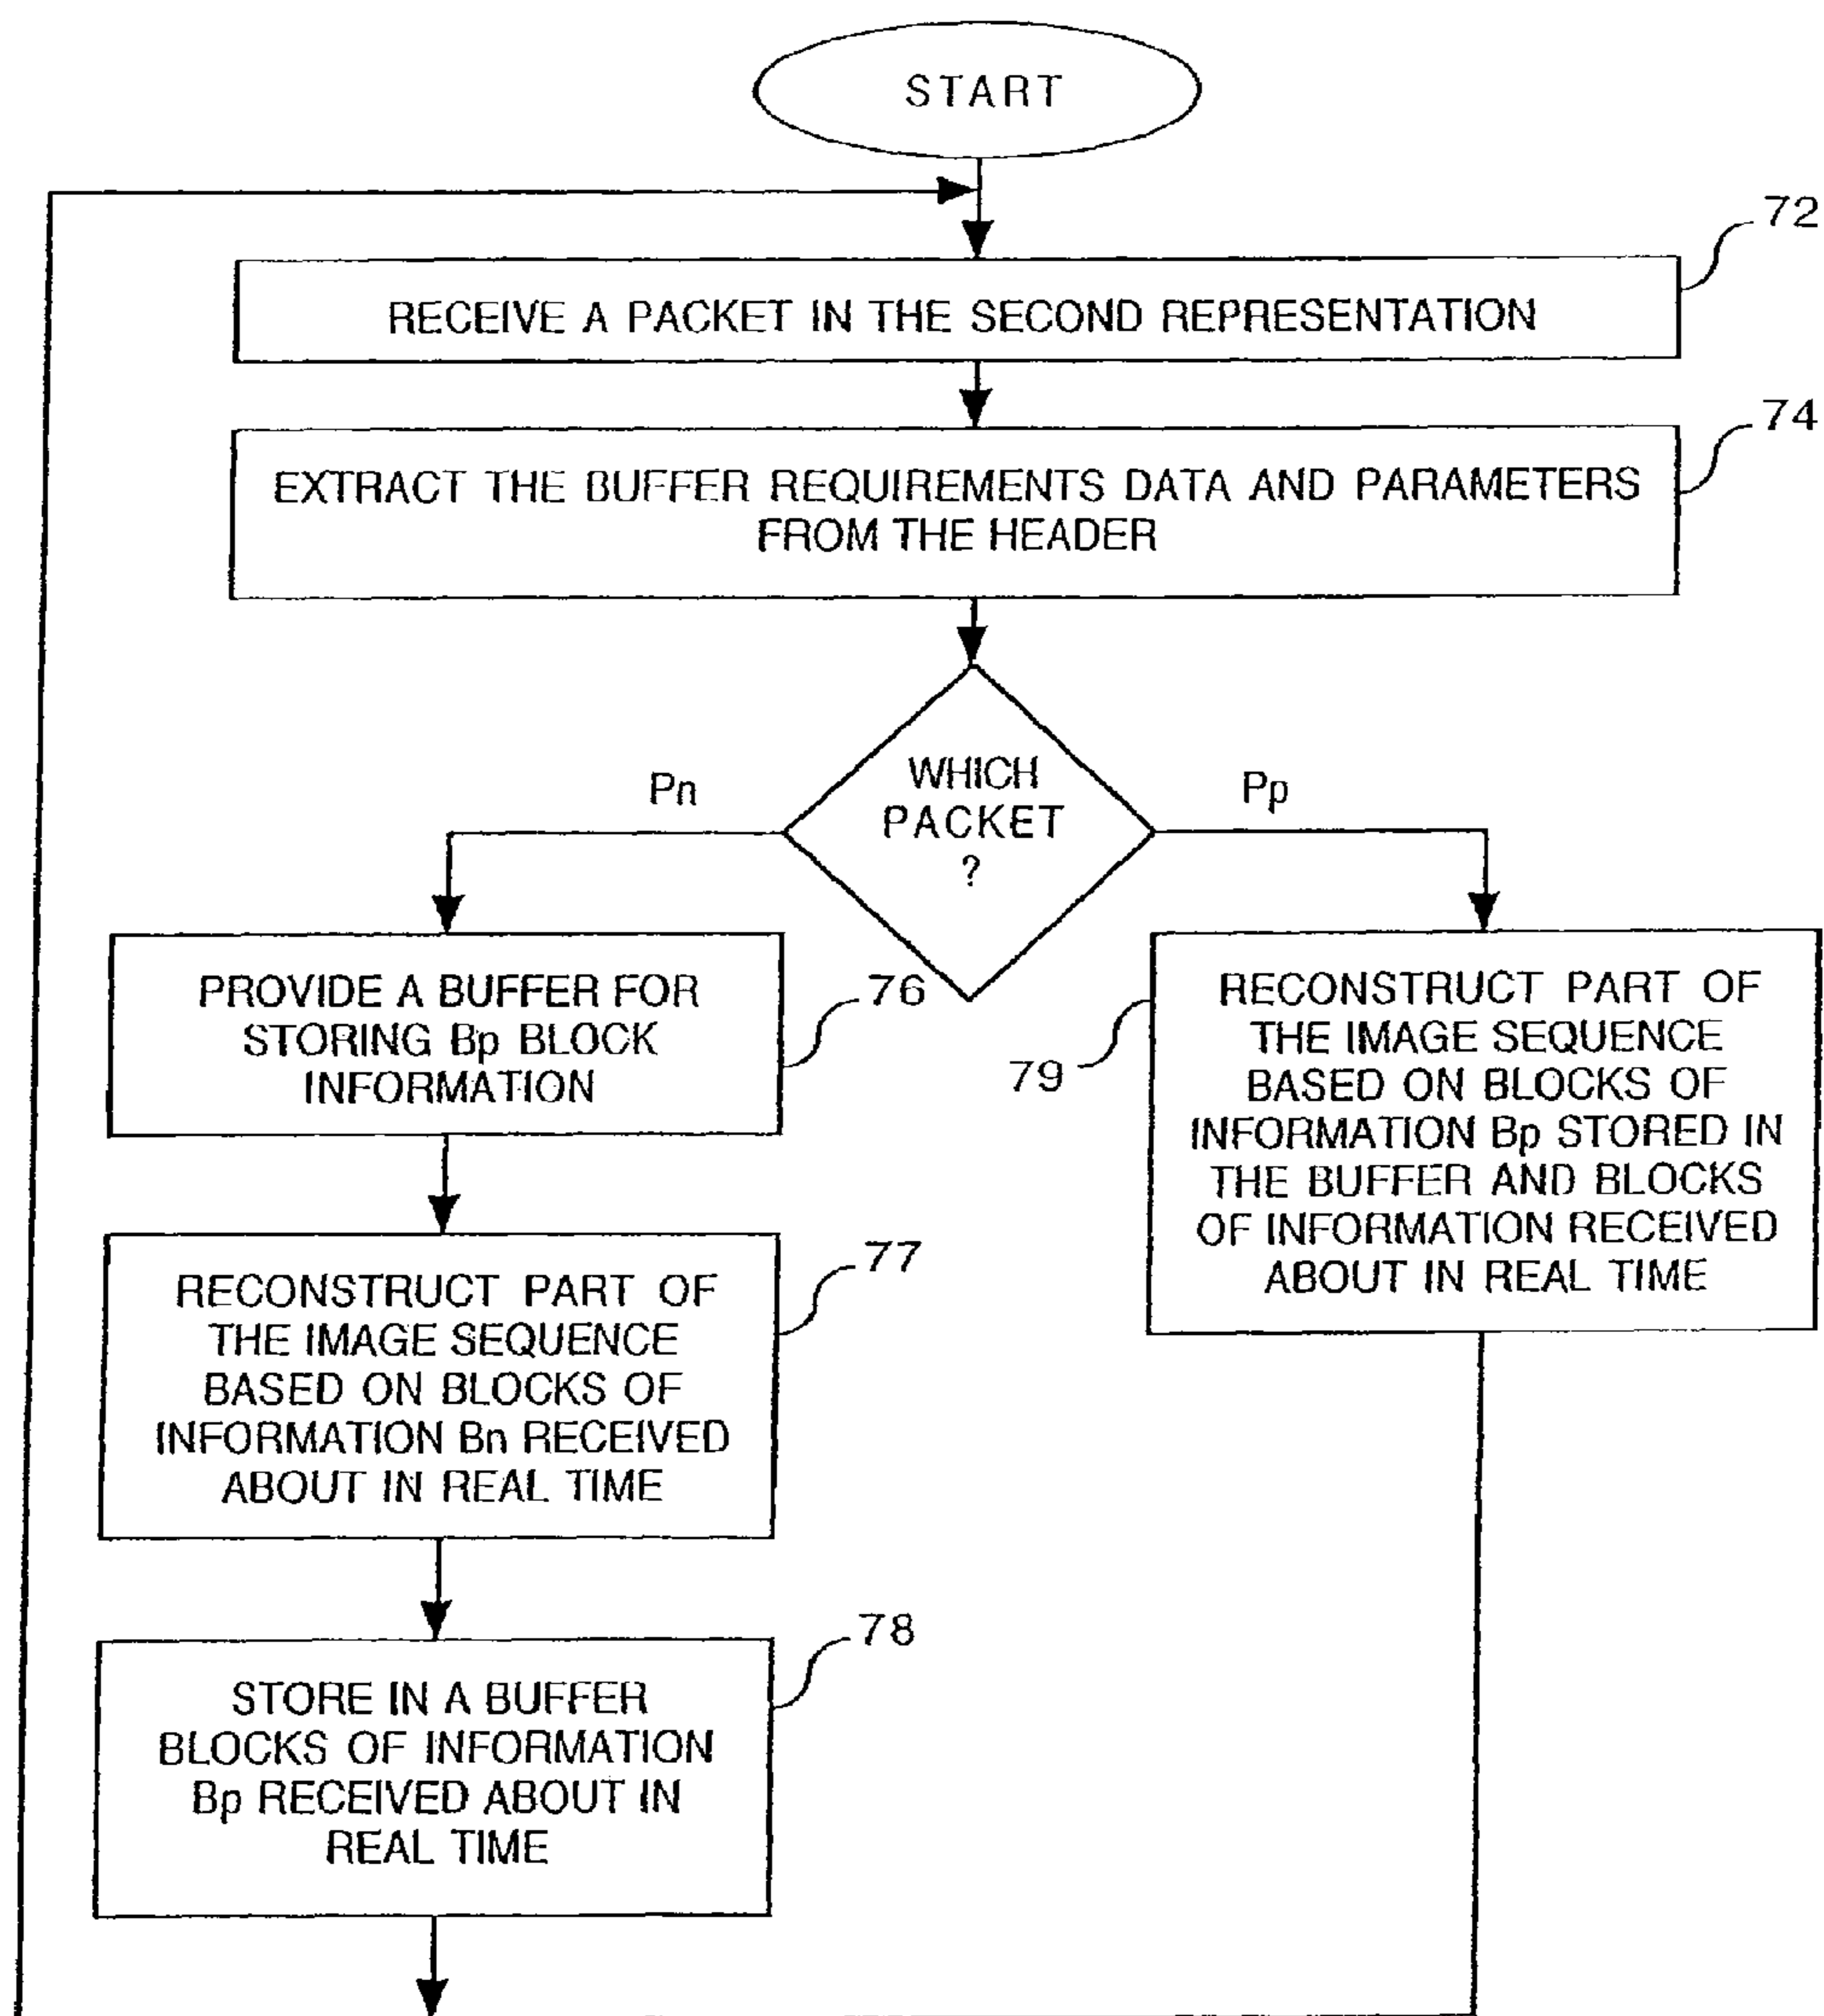 START
72
RECEIVE A PACKET IN THE SECOND REPRESENTATION
74
EXTRACT THE BUFFER REQUIREMENTS DATA AND PARAMETERS
FROM THE HEADER
WHICH
PACKET
?
Pn
Pp
PROVIDE A BUFFER FOR
STORING Bp BLOCK
INFORMATION
76
RECONSTRUCT PART OF
THE IMAGE SEQUENCE
BASED ON BLOCKS OF
INFORMATION Bn RECEIVED
ABOUT IN REAL TIME
77
STORE IN A BUFFER
BLOCKS OF INFORMATION
Bp RECEIVED ABOUT IN
REAL TIME
78
RECONSTRUCT PART OF
THE IMAGE SEQUENCE
BASED ON BLOCKS OF
INFORMATION Bp STORED IN
THE BUFFER AND BLOCKS
OF INFORMATION RECEIVED
ABOUT IN REAL TIME
79